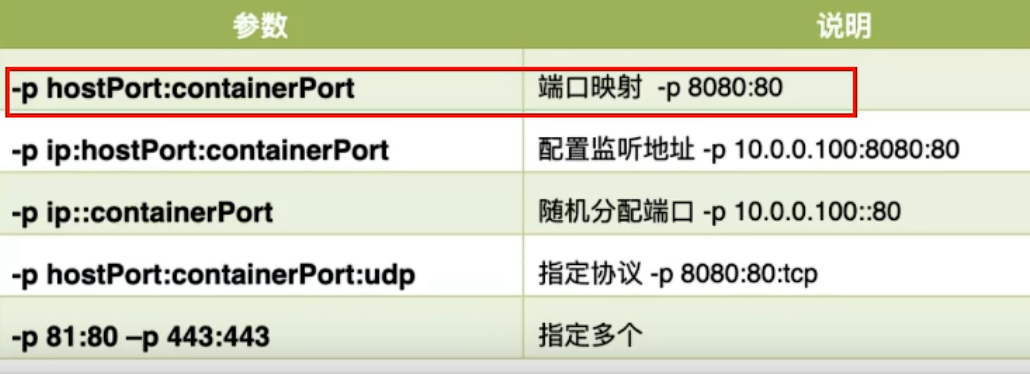 参数 说明
-p hostPort:containerPort 端口映射 -p 8080:80
-p ip:hostPort:containerPort 配置监听地址 -p 10.0.0.100:8080:80
-p ip::containerPort 随机分配端口 -p 10.0.0.100::80
-p hostPort:containerPort:udp 指定协议 -p 8080:80:tcp
-p 81:80 –p 443:443 指定多个